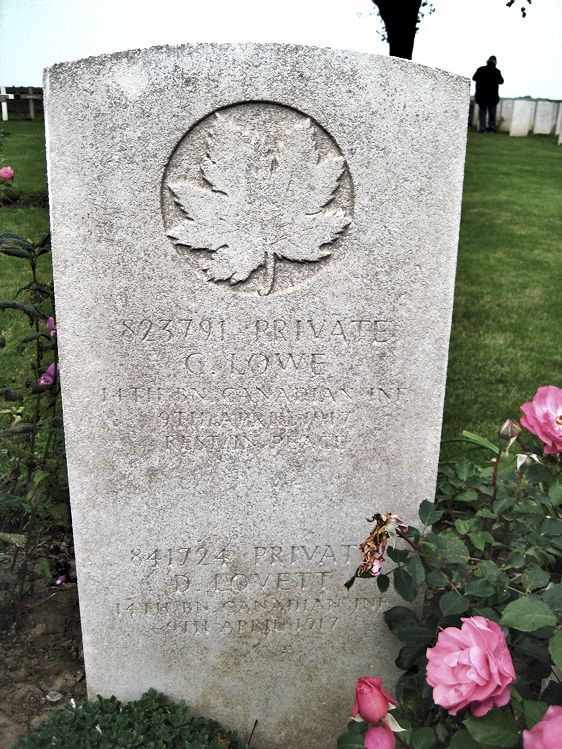 823791 PRIVATE
C. LOWE
14TH BN. CANADIAN INF.
9TH APRIL 1917
REST IN PEACE
841724 PRIVATE
D. LOVETT
14TH BN. CANADIAN INF.
9TH APRIL 1917